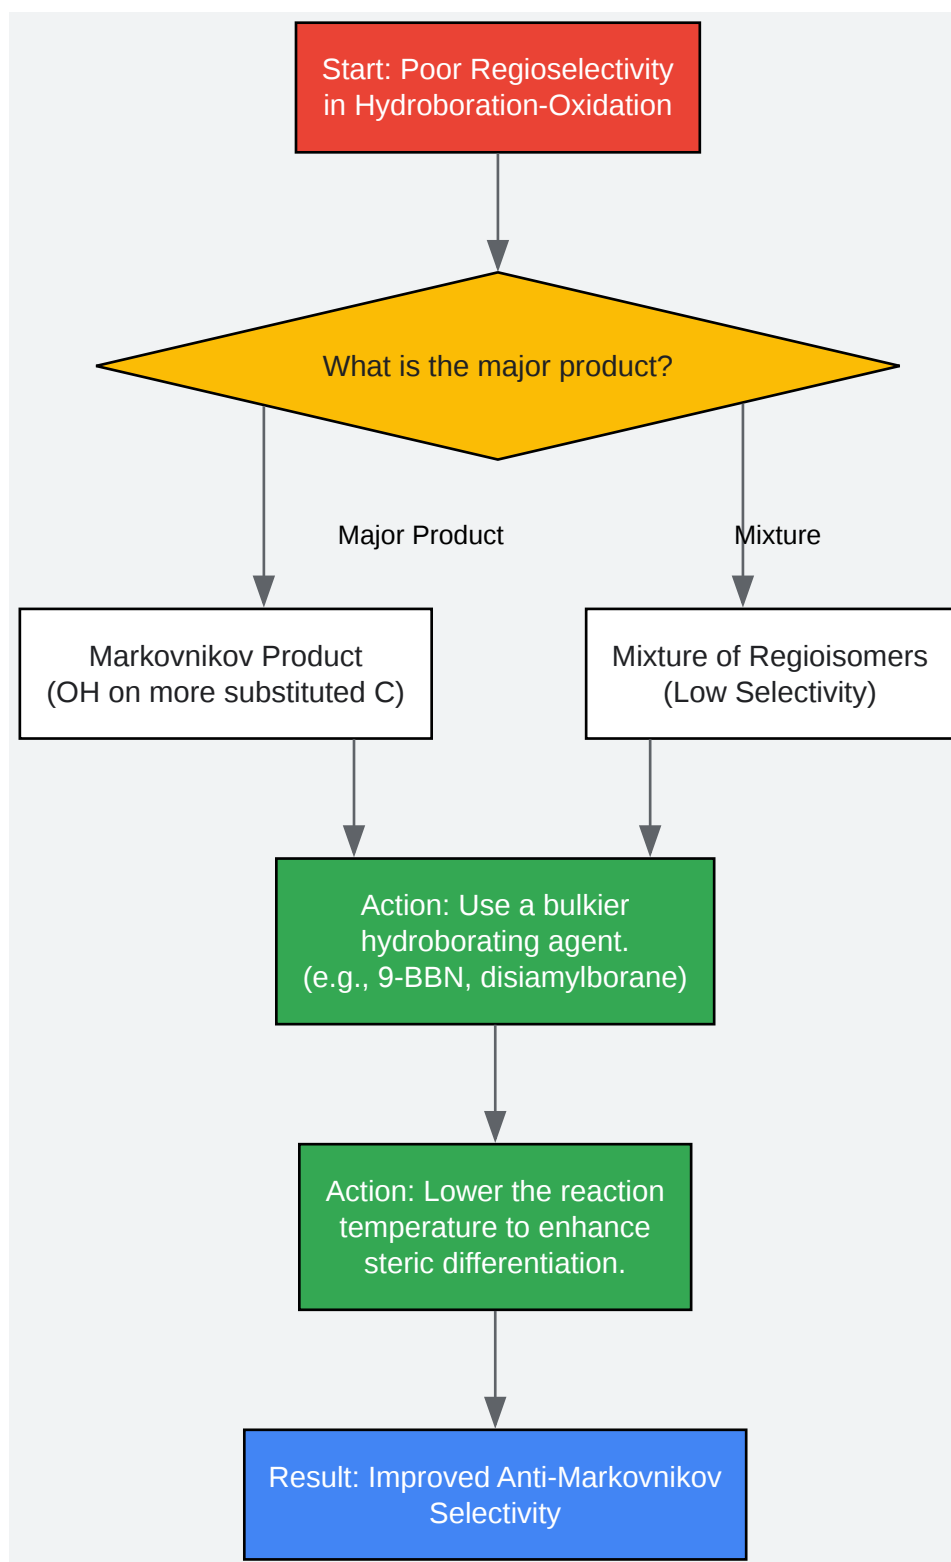 Start: Poor Regioselectivity
in Hydroboration-Oxidation
What is the major product?
Major Product
Mixture
Markovnikov Product
(OH on more substituted C)
Mixture of Regioisomers
(Low Selectivity)
Action: Use a bulkier
hydroborating agent.
(e.g., 9-BBN, disiamylborane)
Action: Lower the reaction
temperature to enhance
steric differentiation.
Result: Improved Anti-Markovnikov
Selectivity